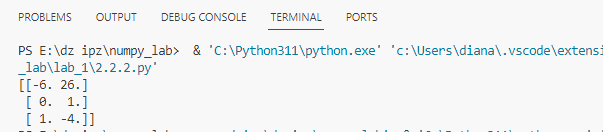 PROBLEMS OUTPUT DEBUG CONSOLE TERMINAL PORTS
PS E:\dz ipz\numpy_lab>  & 'C:\Python311\python.exe' 'c:\Users\diana\.vscode\extensi
_lab\lab_1\2.2.2.py'
[[-6. 26.]
 [ 0.  1.]
 [ 1. -4.]]